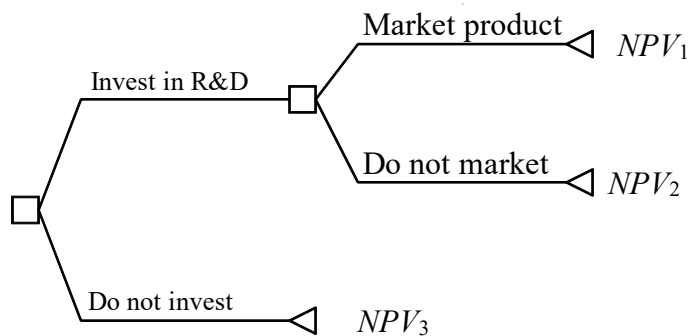 Market product
NPV₁
Invest in R&D
Do not market
NPV₂
Do not invest
NPV₃